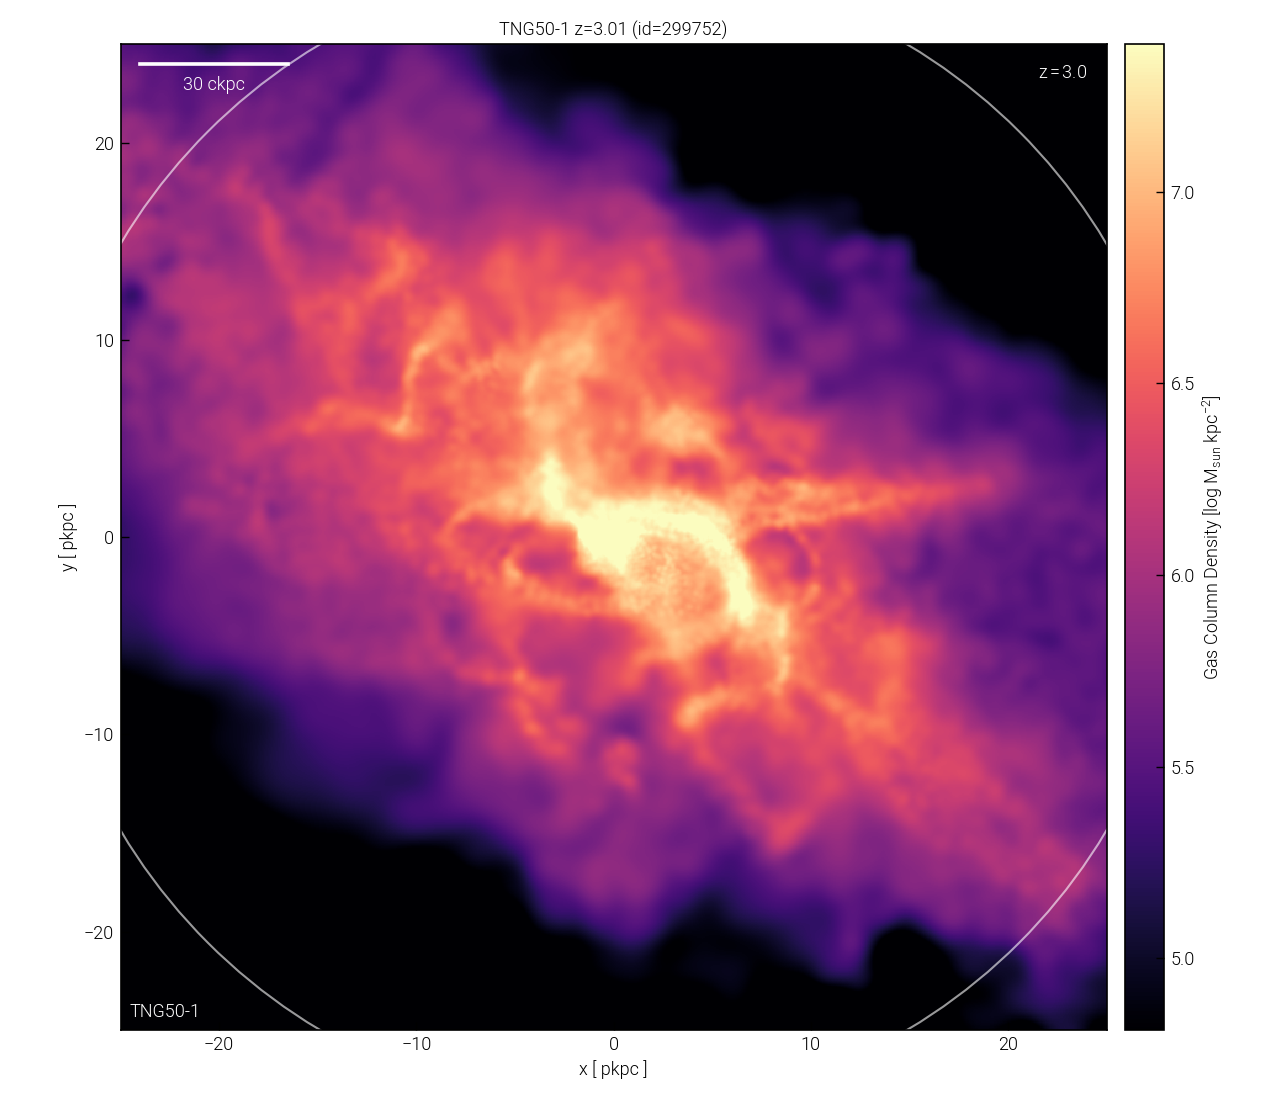 TNG50-1 z=3.01 (id=299752)
30 ckpc
z = 3.0
20
10
0
−10
−20
y [ pkpc ]
TNG50-1
−20
−10
0
10
20
x [ pkpc ]
7.0
6.5
6.0
5.5
5.0
Gas Column Density [log M_sun kpc^−2]